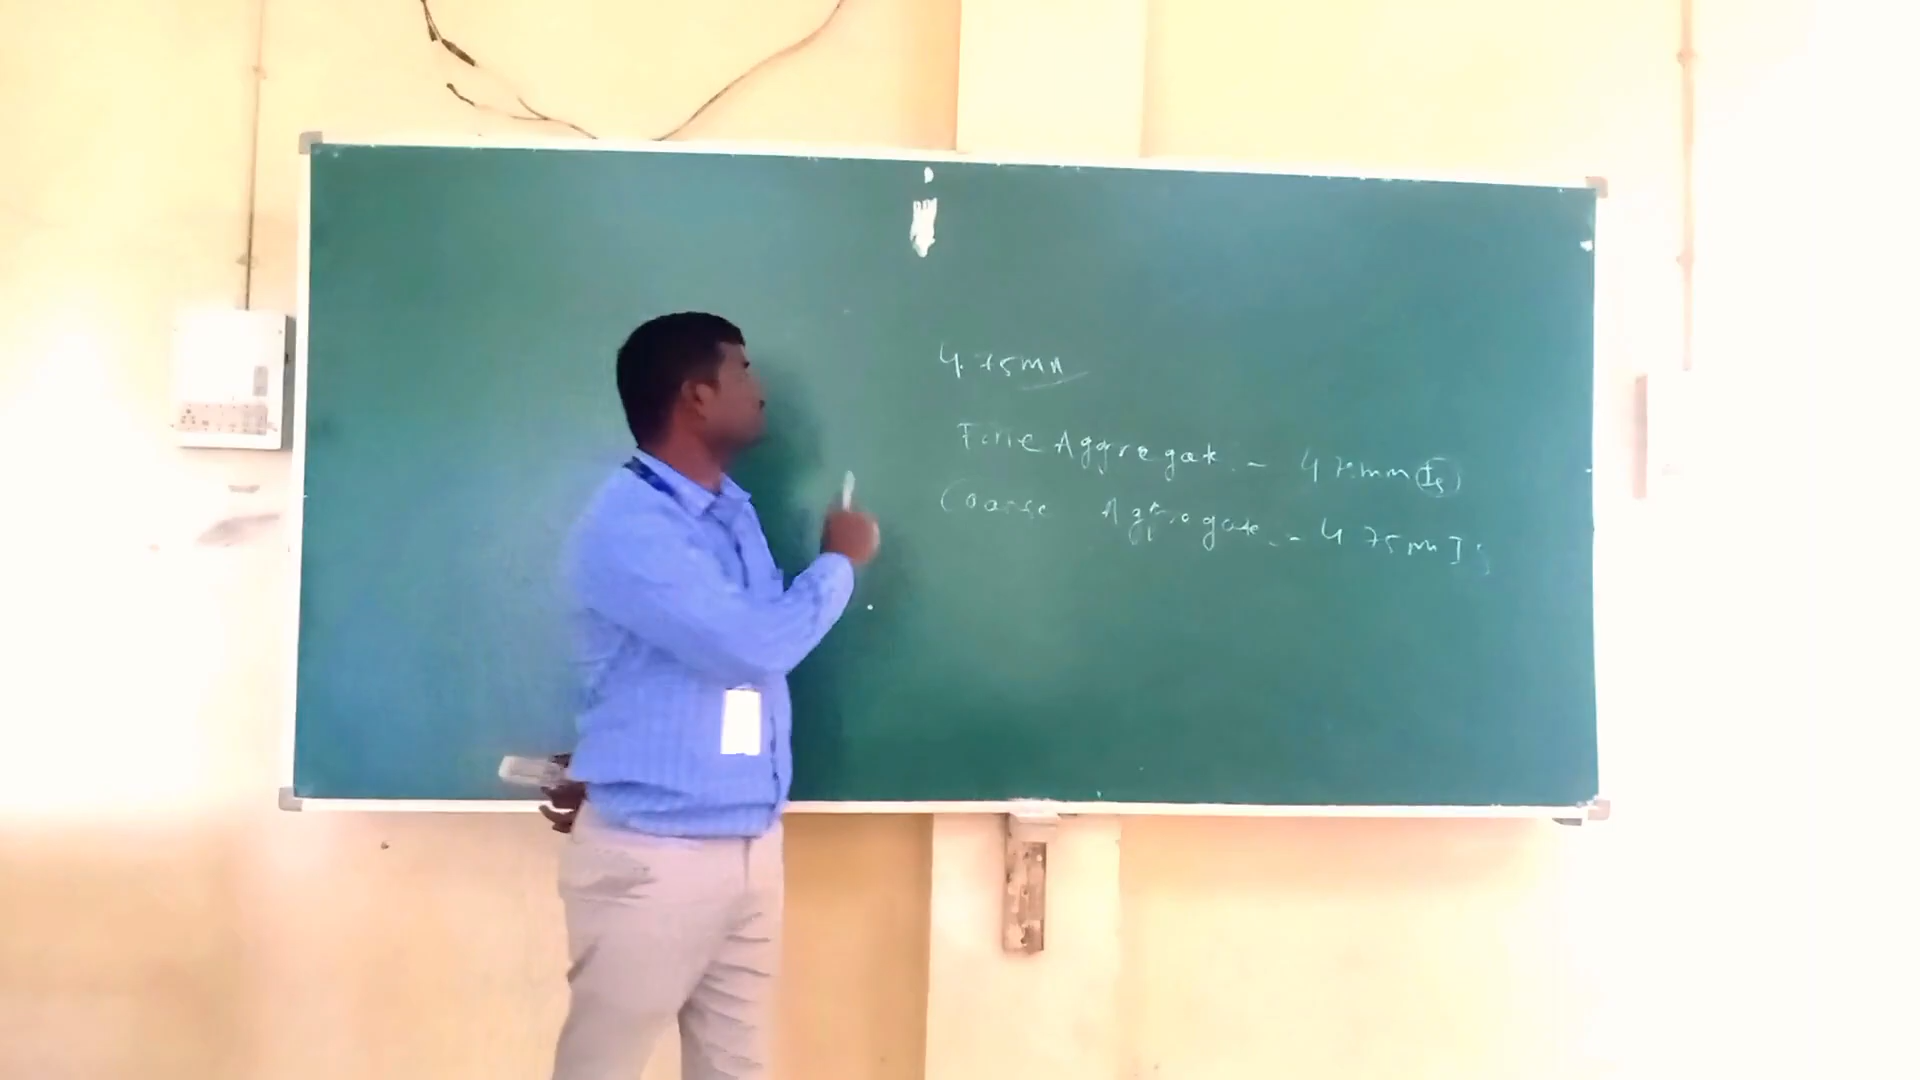 4.75mm
Fine Aggregate - 4.75mm Is
Coarse Aggregate - 4.75mm Is